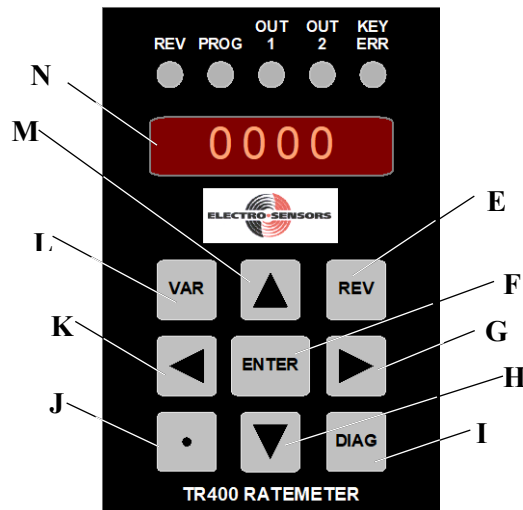 OUT OUT KEY
REV PROG 1 2 ERR
N
0000
M
ELECTRO-SENSORS
E
L
VAR REV
F
K
ENTER
G
J
H
DIAG
I
TR400 RATEMETER